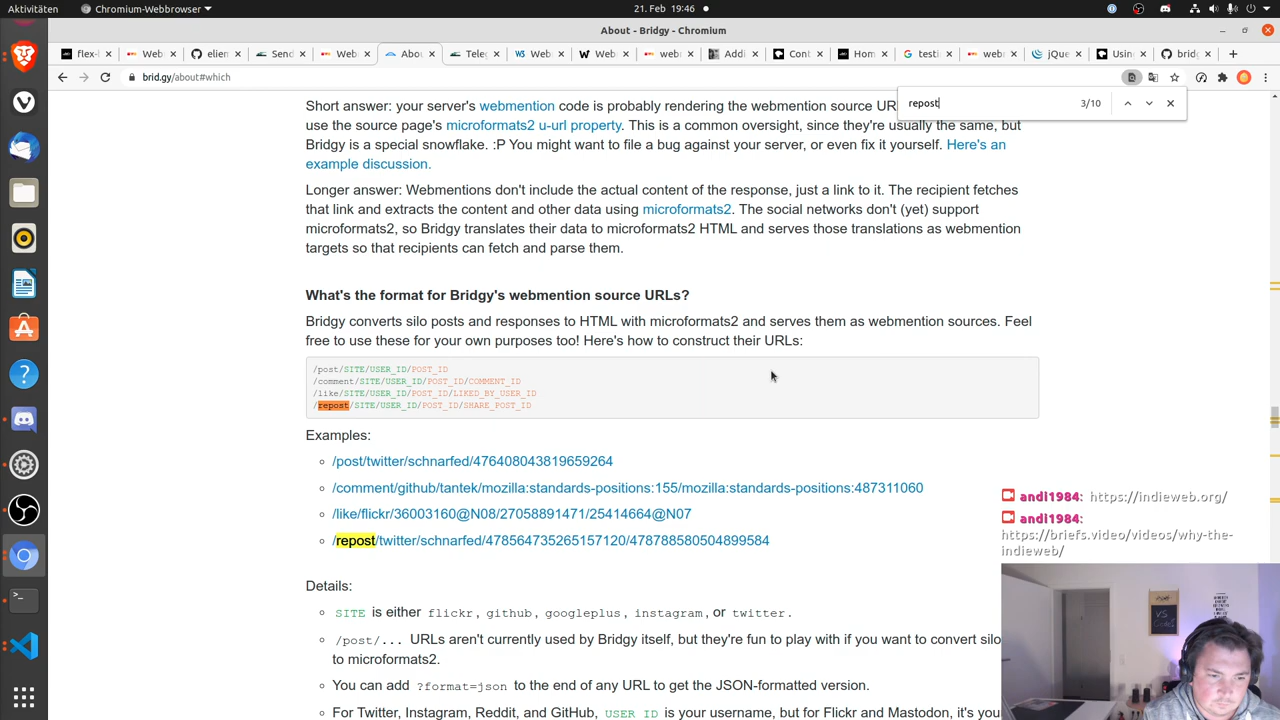 Aktivitäten
Chromium-Webbrowser
21. Feb 19:46
About - Bridgy - Chromium
flex-l
Web
elien
Send
Web
Abou
Teleg
Web
Web
web
Addi
Cont
Hom
testi
web
jQue
Usin
brid
brid.gy/about#which
repost
3/10
Short answer: your server's webmention code is probably rendering the webmention source UR
use the source page's microformats2 u-url property. This is a common oversight, since they're usually the same, but
Bridgy is a special snowflake. :P You might want to file a bug against your server, or even fix it yourself. Here's an
example discussion.
Longer answer: Webmentions don't include the actual content of the response, just a link to it. The recipient fetches
that link and extracts the content and other data using microformats2. The social networks don't (yet) support
microformats2, so Bridgy translates their data to microformats2 HTML and serves those translations as webmention
targets so that recipients can fetch and parse them.
What's the format for Bridgy's webmention source URLs?
Bridgy converts silo posts and responses to HTML with microformats2 and serves them as webmention sources. Feel
free to use these for your own purposes too! Here's how to construct their URLs:
/post/SITE/USER_ID/POST_ID
/comment/SITE/USER_ID/POST_ID/COMMENT_ID
/like/SITE/USER_ID/POST_ID/LIKED_BY_USER_ID
/repost/SITE/USER_ID/POST_ID/SHARE_POST_ID
Examples:
/post/twitter/schnarfed/476408043819659264
/comment/github/tantek/mozilla:standards-positions:155/mozilla:standards-positions:487311060
/like/flickr/36003160@N08/27058891471/25414664@N07
/repost/twitter/schnarfed/478564735265157120/478788580504899584
Details:
SITE is either flickr, github, googleplus, instagram, or twitter.
/post/... URLs aren't currently used by Bridgy itself, but they're fun to play with if you want to convert silo
to microformats2.
You can add ?format=json to the end of any URL to get the JSON-formatted version.
For Twitter, Instagram, Reddit, and GitHub, USER_ID is your username, but for Flickr and Mastodon, it's you
andi1984: https://indieweb.org/
andi1984:
https://briefs.video/videos/why-the-
indieweb/